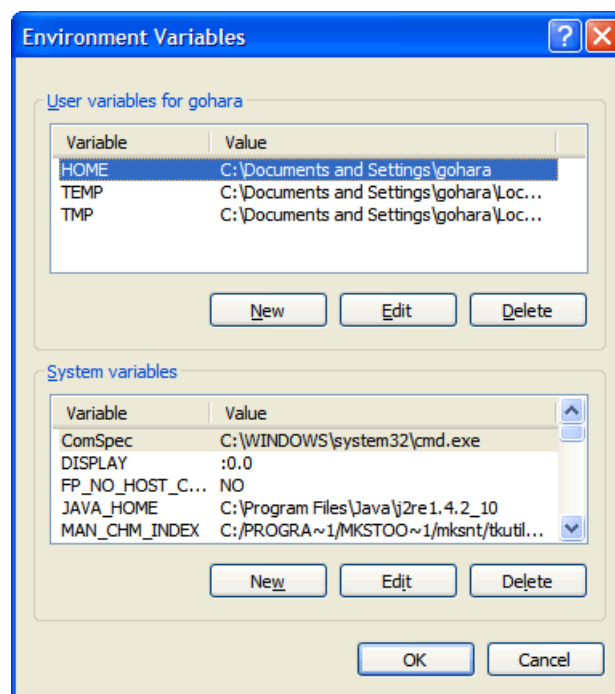 Environment Variables
User variables for gohara
Variable Value
HOME C:\Documents and Settings\gohara
TEMP C:\Documents and Settings\gohara\Loc...
TMP C:\Documents and Settings\gohara\Loc...
New Edit Delete
System variables
Variable Value
ComSpec C:\WINDOWS\system32\cmd.exe
DISPLAY :0.0
FP_NO_HOST_C... NO
JAVA_HOME C:\Program Files\Java\j2re1.4.2_10
MAN_CHM_INDEX C:/PROGRA~1/MKSTOO~1/mksnt/tkutil...
New Edit Delete
OK Cancel